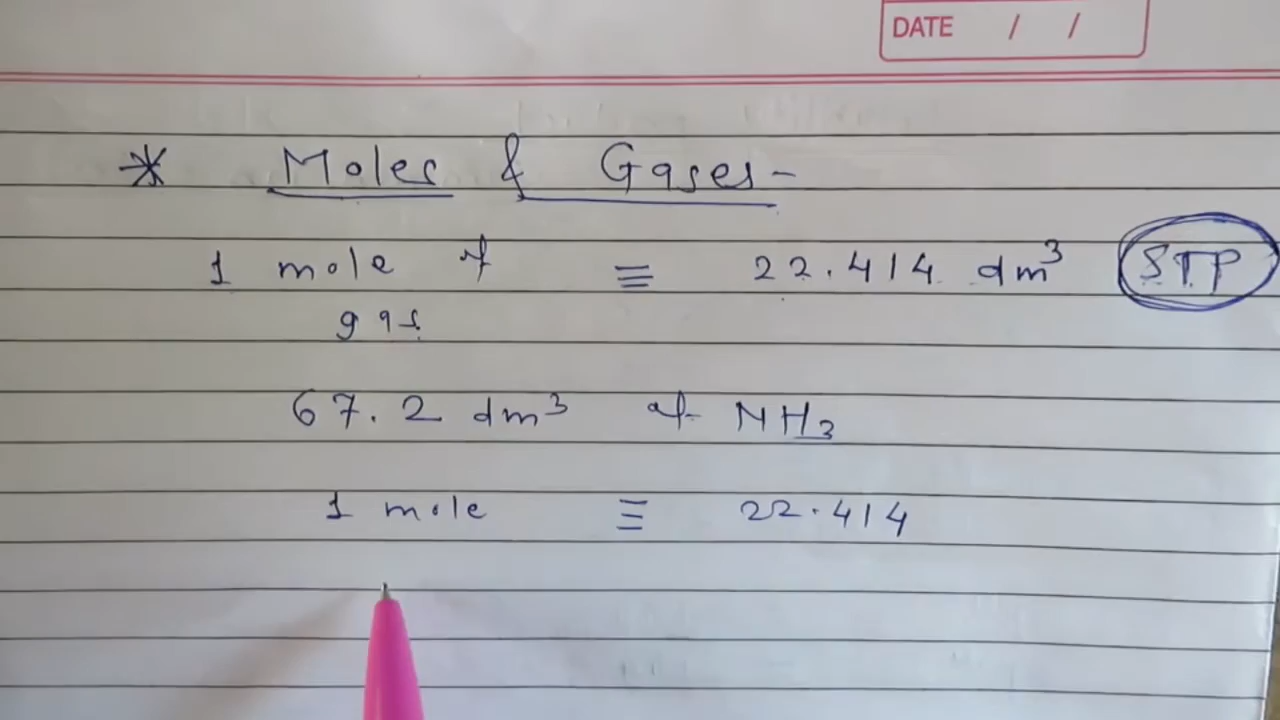 DATE / /
* Moles & Gases-
1 mole of ≡ 22.414 dm³ STP
gas.
67.2 dm³ of NH₃
1 mole ≡ 22.414